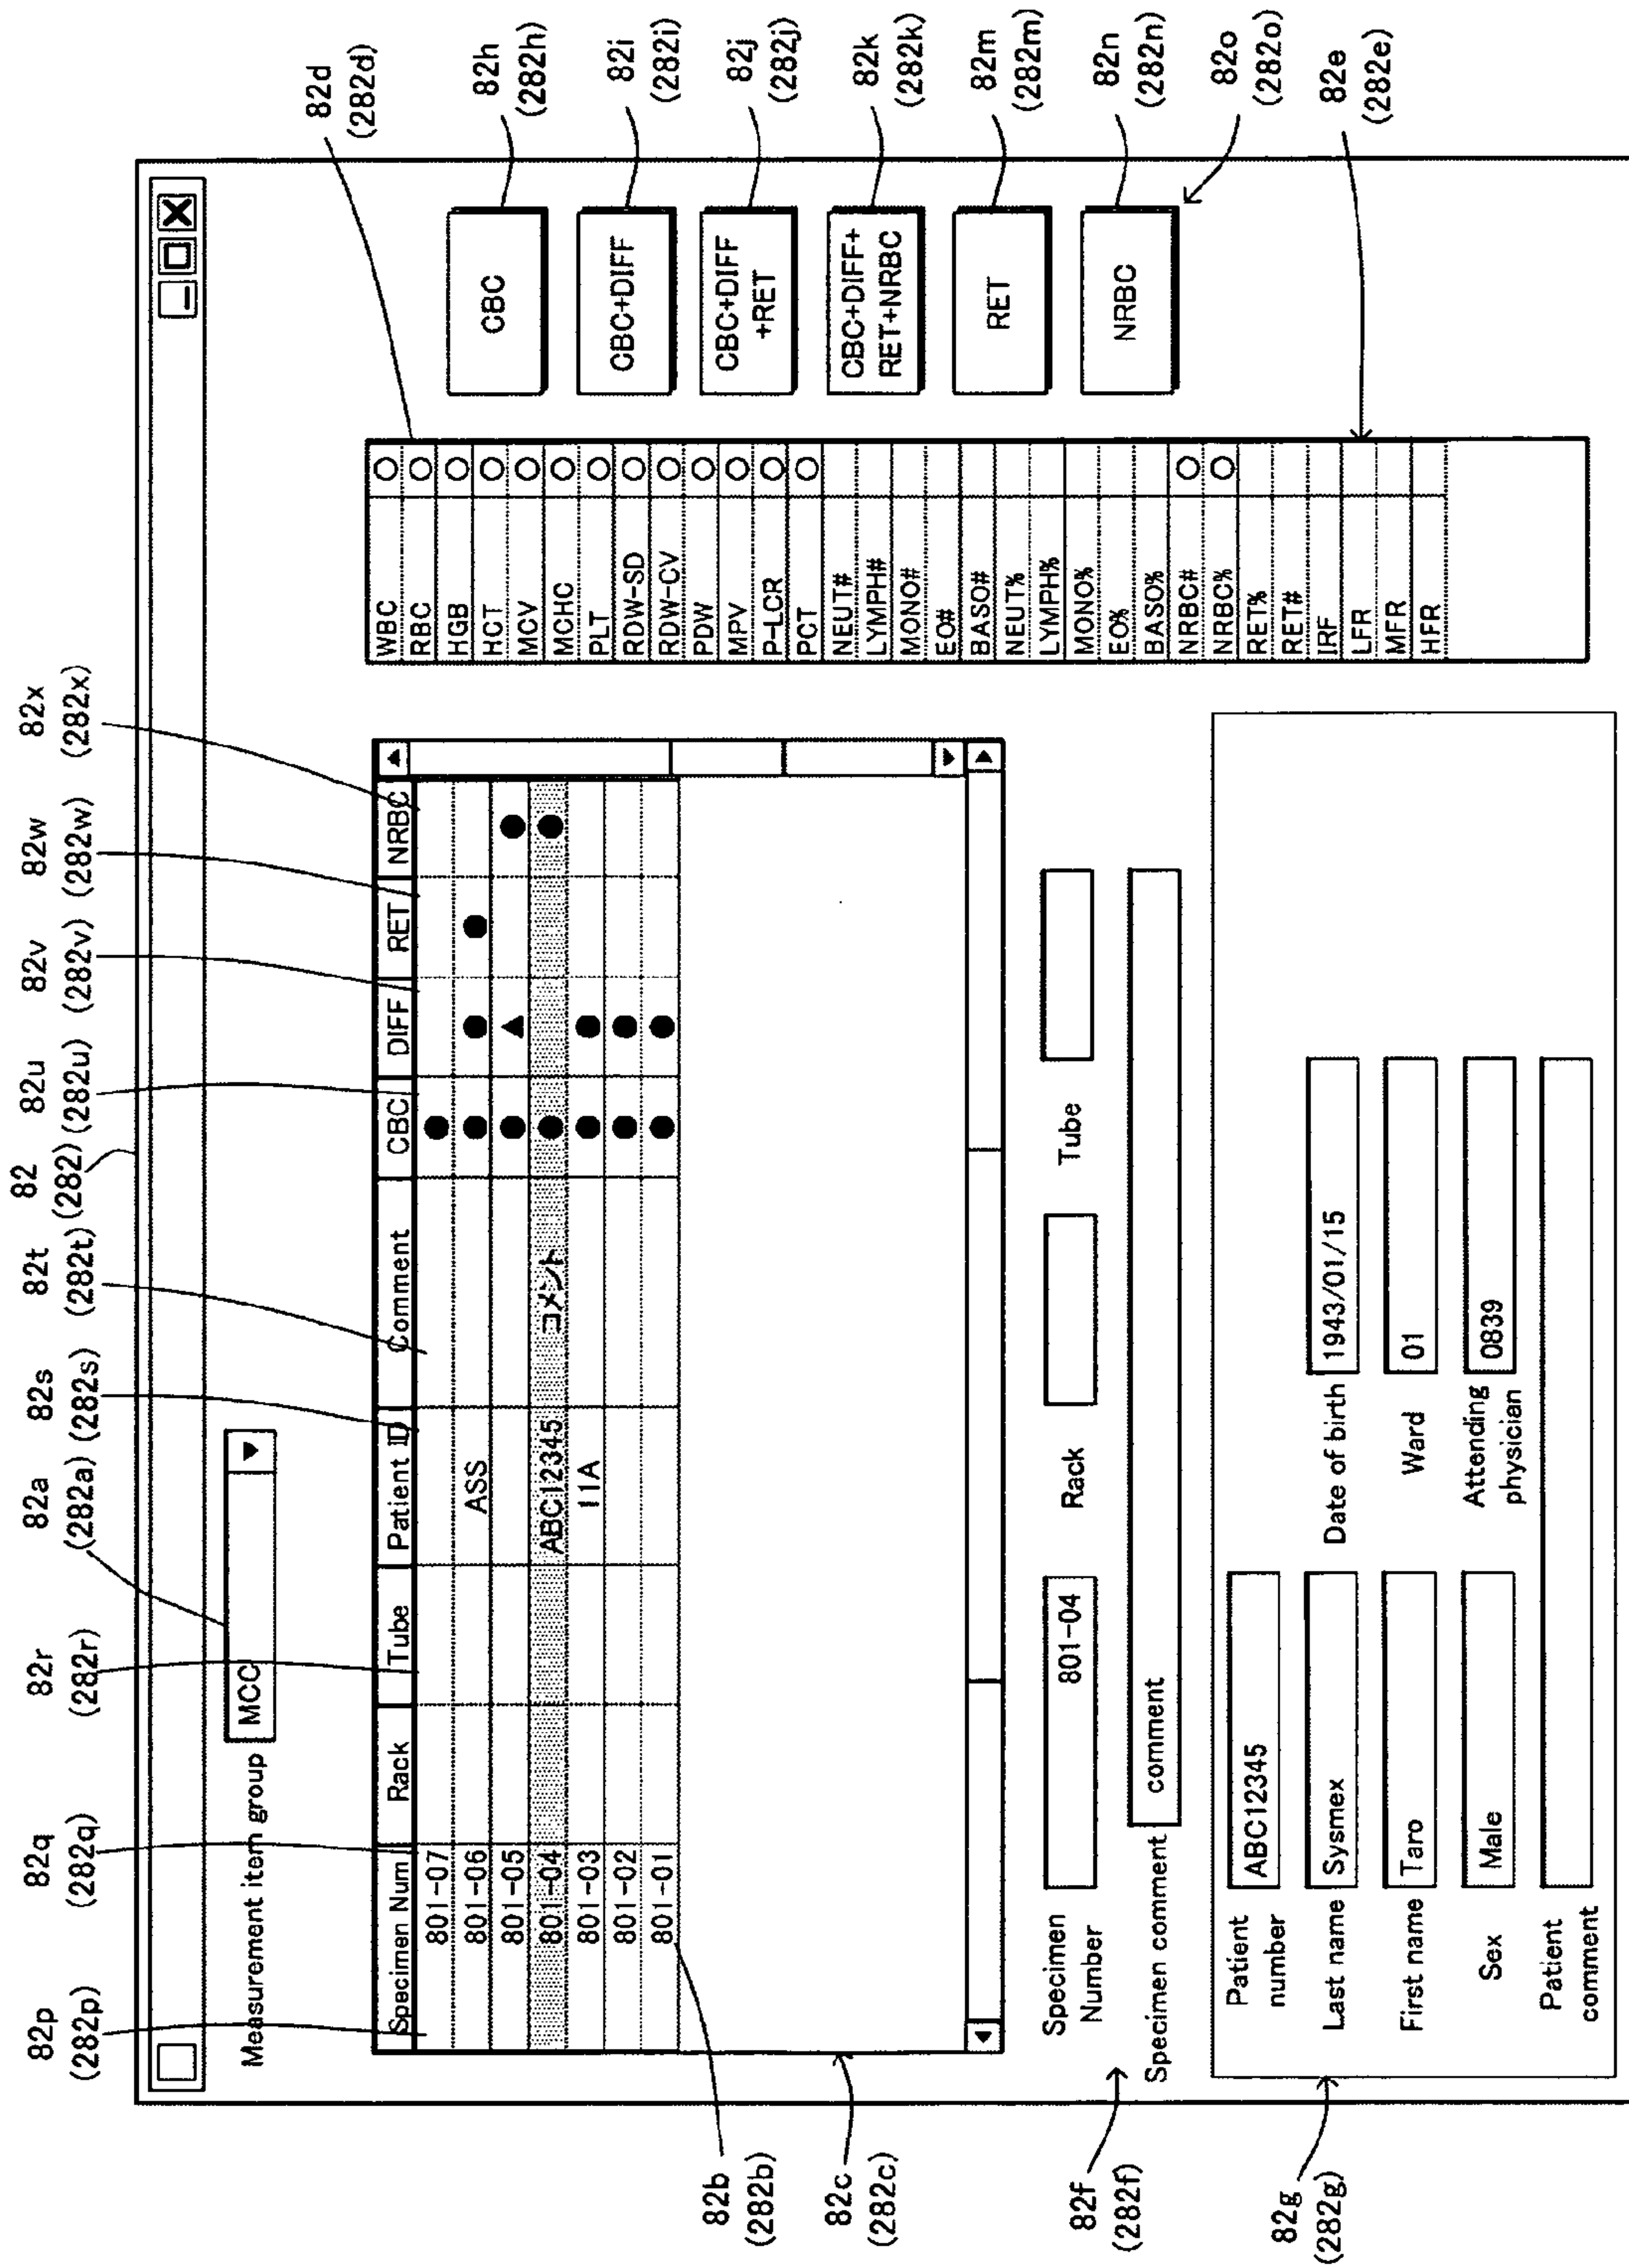 82p
(282p)
82q
(282q)
82r
(282r)
82a
(282a)
82s
(282s)
82t
(282t)
82
(282)
82u
(282u)
82v
(282v)
82w
(282w)
82x
(282x)
82d
(282d)
Measurement item group MCC
Specimen Num Rack Tube Patient ID Comment CBC DIFF RET NRBC
801-07 ●
801-06 ASS ● ● ●
801-05 ● ▲ ●
801-04 ABC12345 コメント ● ●
801-03 11A ● ●
801-02 ● ●
801-01 ● ●
Specimen Number 801-04 Rack Tube
Specimen comment comment
Patient number ABC12345
Last name Sysmex Date of birth 1943/01/15
First name Taro Ward 01
Sex Male Attending physician 0839
Patient comment
WBC ○
RBC ○
HGB ○
HCT ○
MCV ○
MCHC ○
PLT ○
RDW-SD ○
RDW-CV ○
PDW ○
MPV ○
P-LCR ○
PCT ○
NEUT#
LYMPH#
MONO#
EO#
BASO#
NEUT%
LYMPH%
MONO%
EO%
BASO%
NRBC# ○
NRBC% ○
RET%
RET#
IRF
LFR
MFR
HFR
CBC
CBC+DIFF
CBC+DIFF
+RET
CBC+DIFF+
RET+NRBC
RET
NRBC
82h
(282h)
82i
(282i)
82j
(282j)
82k
(282k)
82m
(282m)
82n
(282n)
82o
(282o)
82e
(282e)
82b
(282b)
82c
(282c)
82f
(282f)
82g
(282g)